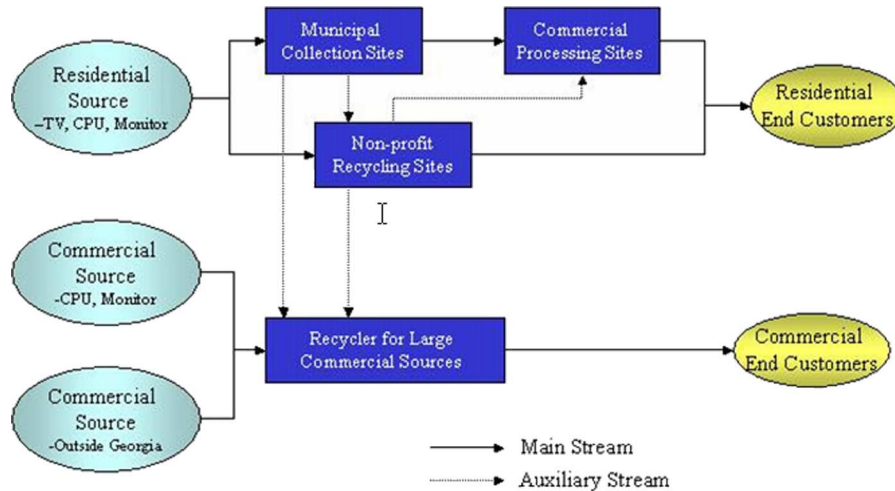 Municipal
Collection Sites
Commercial
Processing Sites
Residential
Source
–TV, CPU, Monitor
Residential
End Customers
Non-profit
Recycling Sites
Commercial
Source
-CPU, Monitor
Recycler for Large
Commercial Sources
Commercial
End Customers
Commercial
Source
-Outside Georgia
Main Stream
Auxiliary Stream